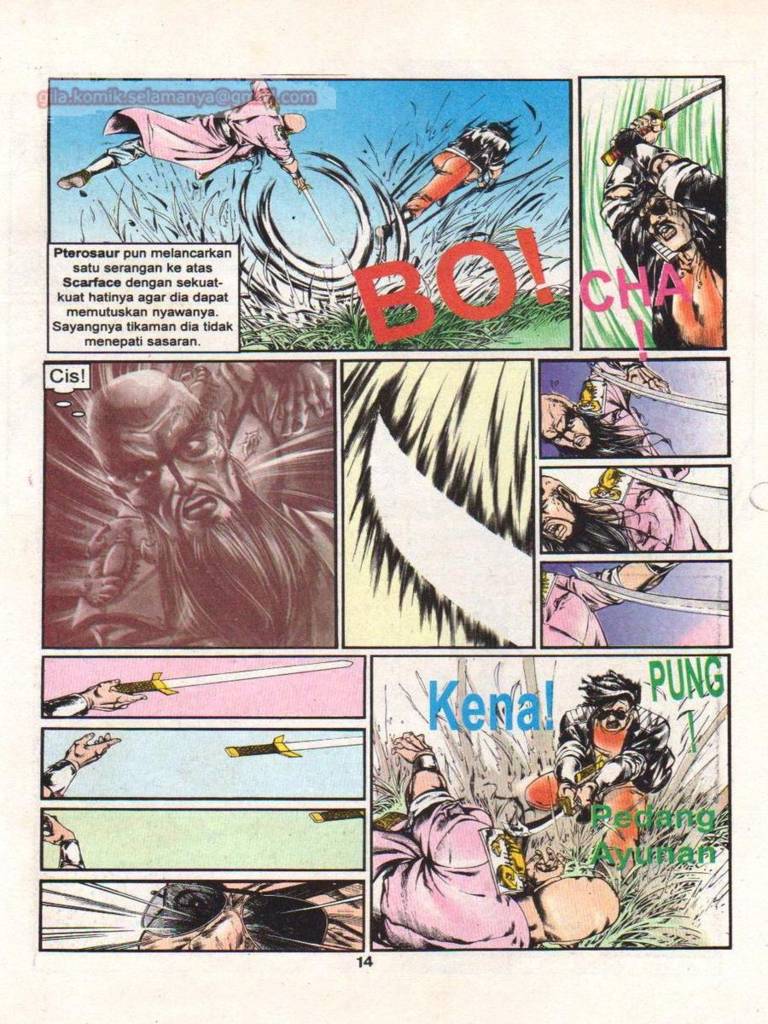 gila.komik.selamanya@gmail.com
Pterosaur pun melancarkan
satu serangan ke atas
Scarface dengan sekuat-
kuat hatinya agar dia dapat
memutuskan nyawanya.
Sayangnya tikaman dia tidak
menepati sasaran.
BO!
CHA
!
Cis!
Kena!
PUNG
!
Pedang
Ayunan
14